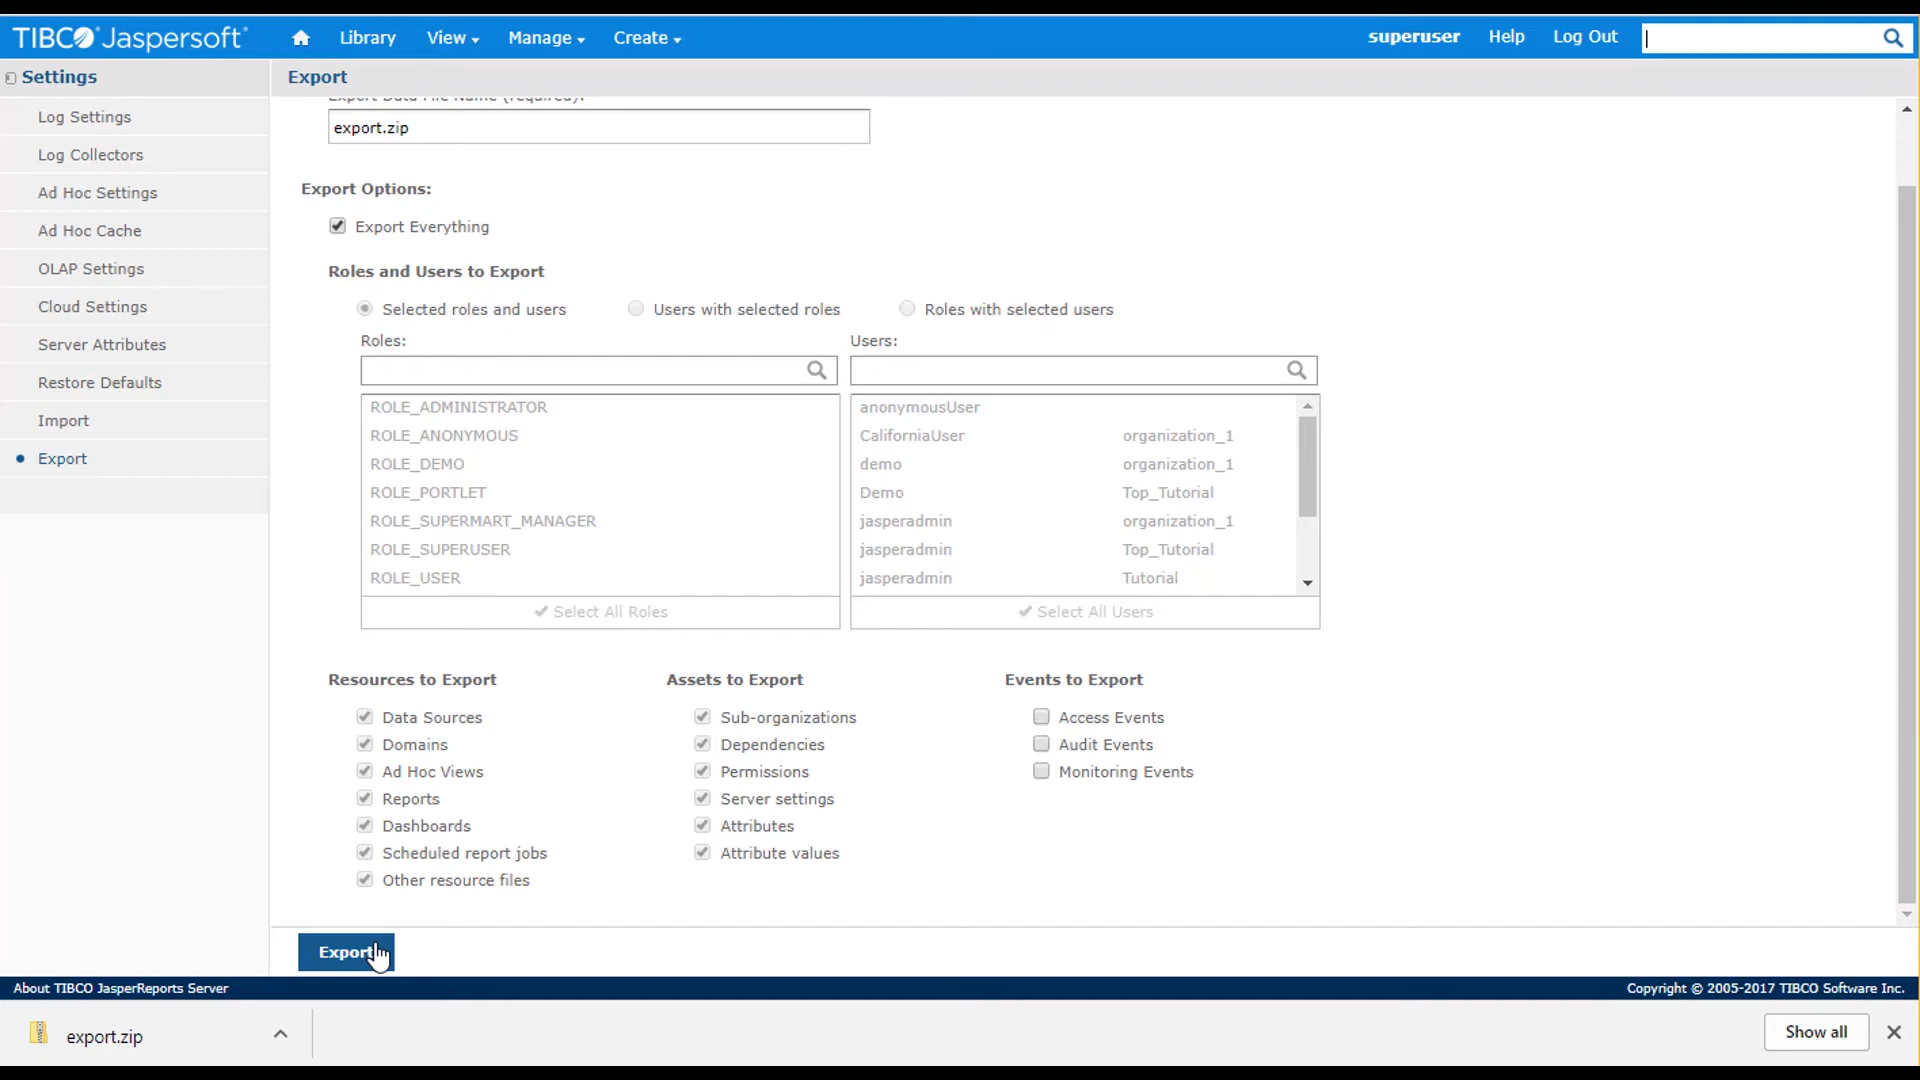 TIBCO Jaspersoft
Library
View
Manage
Create
superuser
Help
Log Out
Settings
Export
Log Settings
Log Collectors
Ad Hoc Settings
Ad Hoc Cache
OLAP Settings
Cloud Settings
Server Attributes
Restore Defaults
Import
Export
Export Data File Name (required):
export.zip
Export Options:
Export Everything
Roles and Users to Export
Selected roles and users
Users with selected roles
Roles with selected users
Roles:
Users:
ROLE_ADMINISTRATOR
ROLE_ANONYMOUS
ROLE_DEMO
ROLE_PORTLET
ROLE_SUPERMART_MANAGER
ROLE_SUPERUSER
ROLE_USER
Select All Roles
anonymousUser
CaliforniaUser organization_1
demo organization_1
Demo Top_Tutorial
jasperadmin organization_1
jasperadmin Top_Tutorial
jasperadmin Tutorial
Select All Users
Resources to Export
Data Sources
Domains
Ad Hoc Views
Reports
Dashboards
Scheduled report jobs
Other resource files
Assets to Export
Sub-organizations
Dependencies
Permissions
Server settings
Attributes
Attribute values
Events to Export
Access Events
Audit Events
Monitoring Events
Export
About TIBCO JasperReports Server
Copyright © 2005-2017 TIBCO Software Inc.
export.zip
Show all